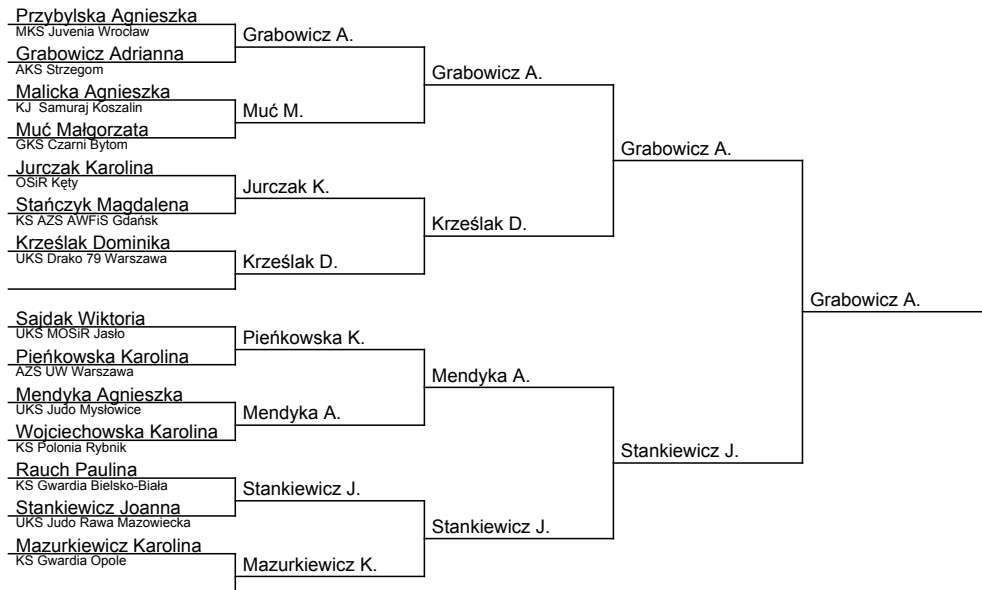 Przybylska Agnieszka
MKS Juvenia Wrocław
Grabowicz A.
Grabowicz Adrianna
AKS Strzegom
Grabowicz A.
Malicka Agnieszka
KJ Samuraj Koszalin
Muć M.
Muć Małgorzata
GKS Czarni Bytom
Grabowicz A.
Jurczak Karolina
OSiR Kęty
Jurczak K.
Stańczyk Magdalena
KS AZS AWFiS Gdańsk
Krześlak D.
Krześlak Dominika
UKS Drako 79 Warszawa
Krześlak D.
Grabowicz A.
Sajdak Wiktoria
UKS MOSiR Jasło
Pieńkowska K.
Pieńkowska Karolina
AZS UW Warszawa
Mendyka A.
Mendyka Agnieszka
UKS Judo Mysłowice
Mendyka A.
Wojciechowska Karolina
KS Polonia Rybnik
Stankiewicz J.
Rauch Paulina
KS Gwardia Bielsko-Biała
Stankiewicz J.
Stankiewicz Joanna
UKS Judo Rawa Mazowiecka
Stankiewicz J.
Mazurkiewicz Karolina
KS Gwardia Opole
Mazurkiewicz K.